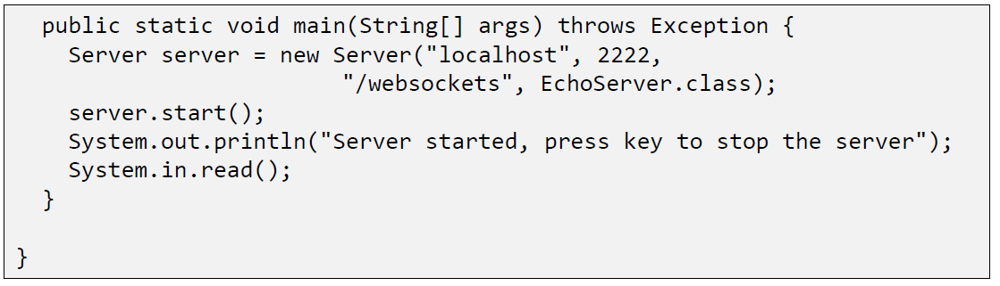 public static void main(String[] args) throws Exception {
Server server = new Server("localhost", 2222,
"/websockets", EchoServer.class);
server.start();
System.out.println("Server started, press key to stop the server");
System.in.read();
}
}